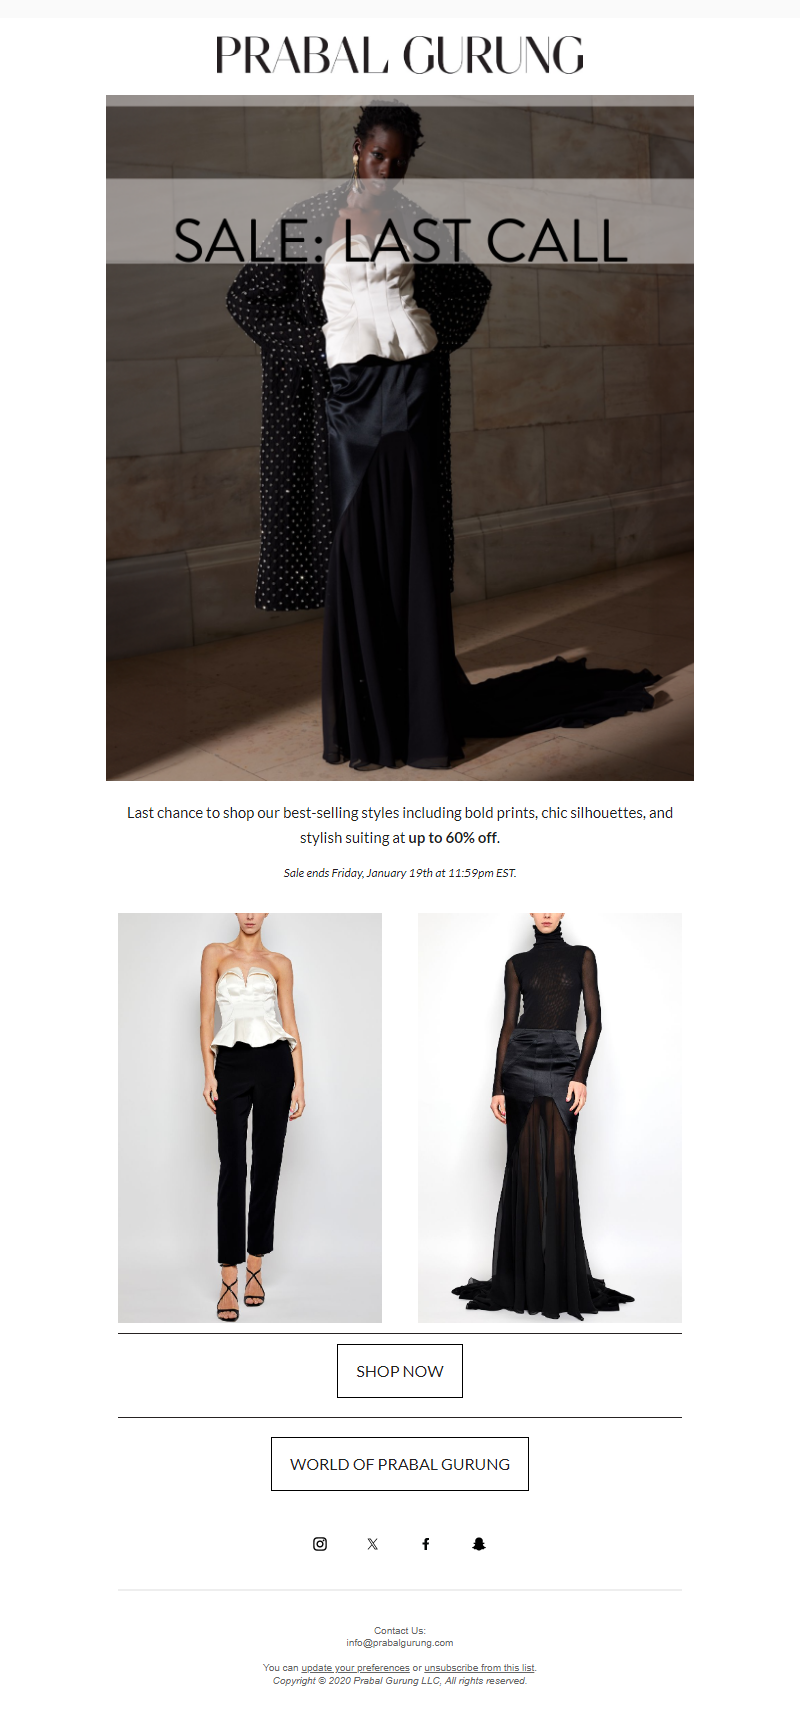 PRABAL GURUNG
SALE: LAST CALL
Last chance to shop our best-selling styles including bold prints, chic silhouettes, and
stylish suiting at up to 60% off.
Sale ends Friday, January 19th at 11:59pm EST.
SHOP NOW
WORLD OF PRABAL GURUNG
Contact Us:
info@prabalgurung.com
You can update your preferences or unsubscribe from this list.
Copyright © 2020 Prabal Gurung LLC, All rights reserved.